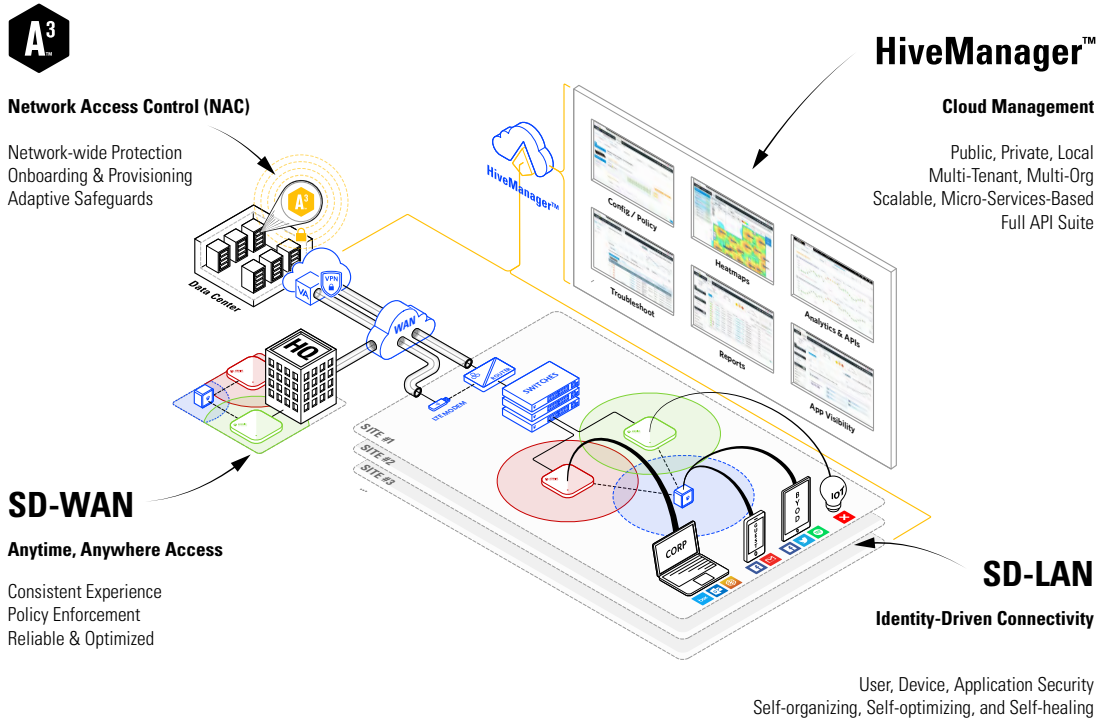 A³™
Network Access Control (NAC)
Network-wide Protection
Onboarding & Provisioning
Adaptive Safeguards
HiveManager™
Cloud Management
Public, Private, Local
Multi-Tenant, Multi-Org
Scalable, Micro-Services-Based
Full API Suite
HiveManager™
Config / Policy
Heatmaps
Analytics & APIs
Troubleshoot
Reports
App Visibility
A³
Data Center
VA
VPN
WAN
HQ
LTE MODEM
ROUTER
SWITCHES
SITE #1
SITE #2
SITE #3
...
CORP
GUEST
BYOD
IOT
SD-WAN
Anytime, Anywhere Access
Consistent Experience
Policy Enforcement
Reliable & Optimized
SD-LAN
Identity-Driven Connectivity
User, Device, Application Security
Self-organizing, Self-optimizing, and Self-healing